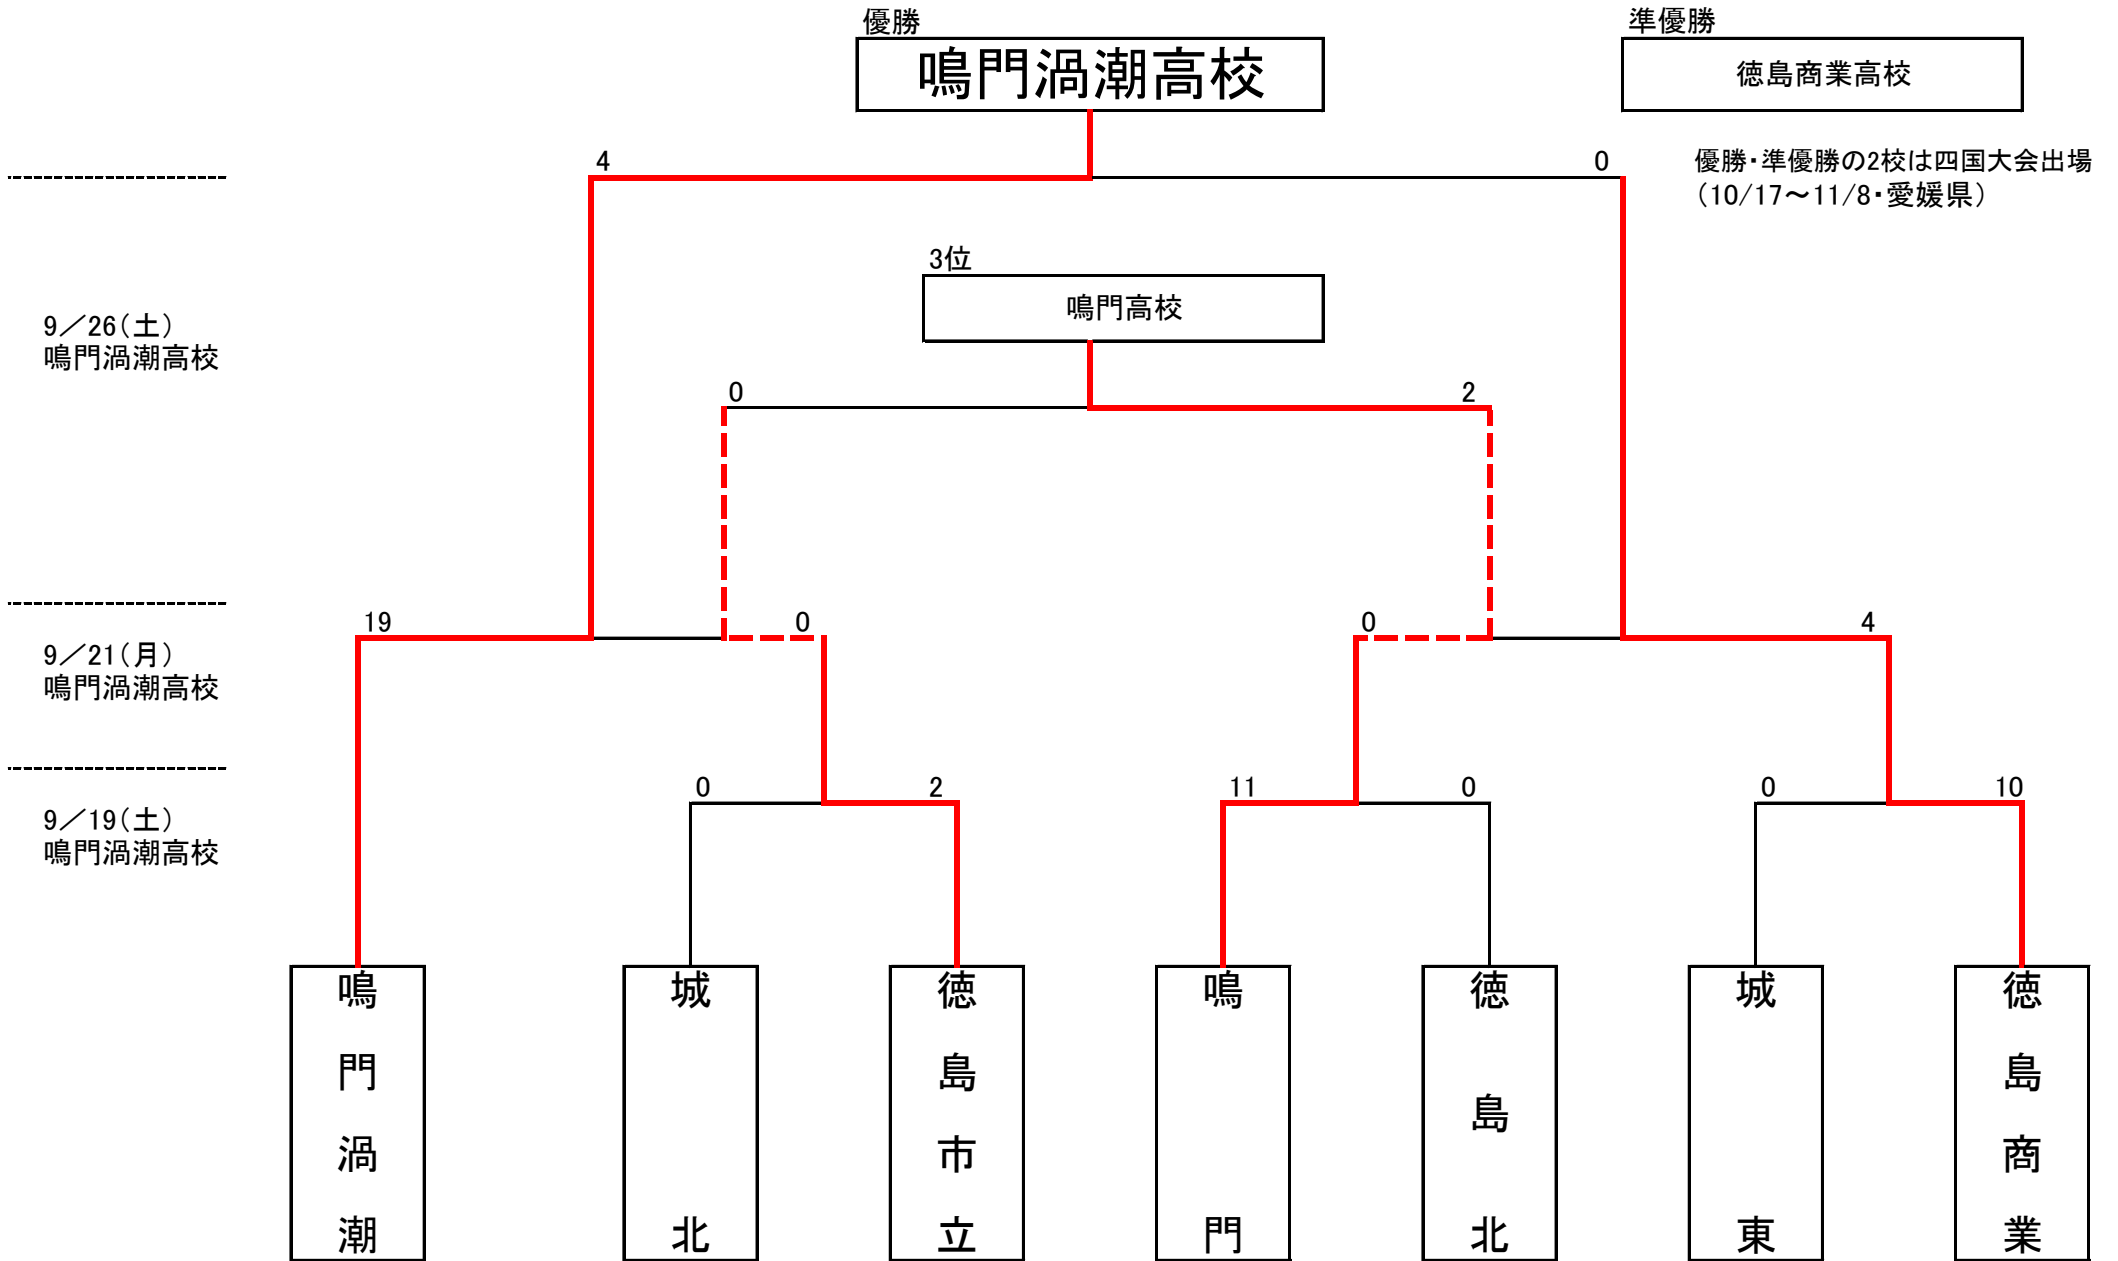 優勝
準優勝
鳴門渦潮高校
徳島商業高校
4
0
優勝・準優勝の2校は四国大会出場
（10/17～11/8・愛媛県）
3位
鳴門高校
9／26（土）
鳴門渦潮高校
0
2
19
0
0
4
9／21（月）
鳴門渦潮高校
0
2
11
0
0
10
9／19（土）
鳴門渦潮高校
鳴門渦潮
城北
徳島市立
鳴門
徳島北
城東
徳島商業